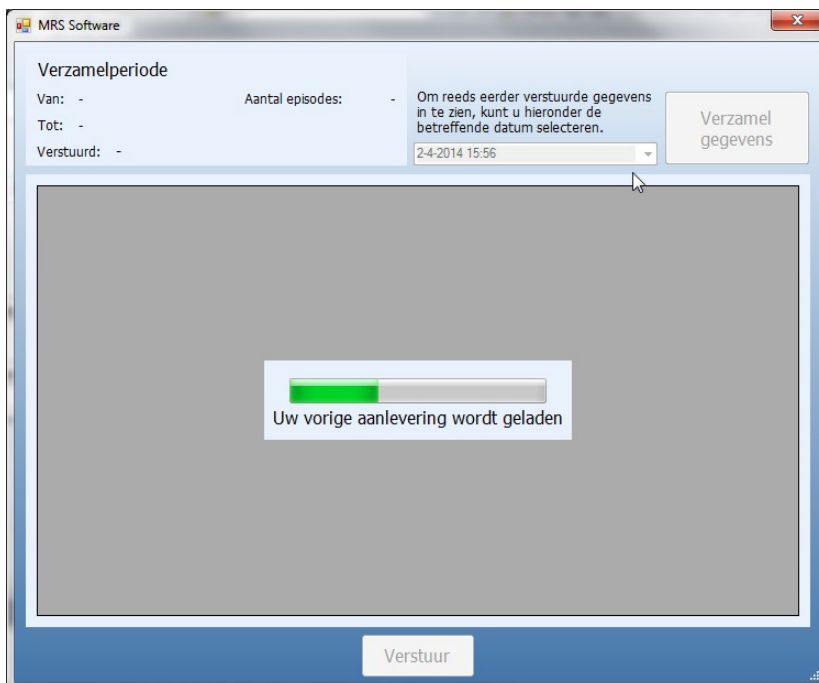 MRS Software
Verzamelperiode
Van: -
Aantal episodes: -
Tot: -
Verstuurd: -
Om reeds eerder verstuurde gegevens
in te zien, kunt u hieronder de
betreffende datum selecteren.
2-4-2014 15:56
Verzamel
gegevens
Uw vorige aanlevering wordt geladen
Verstuur